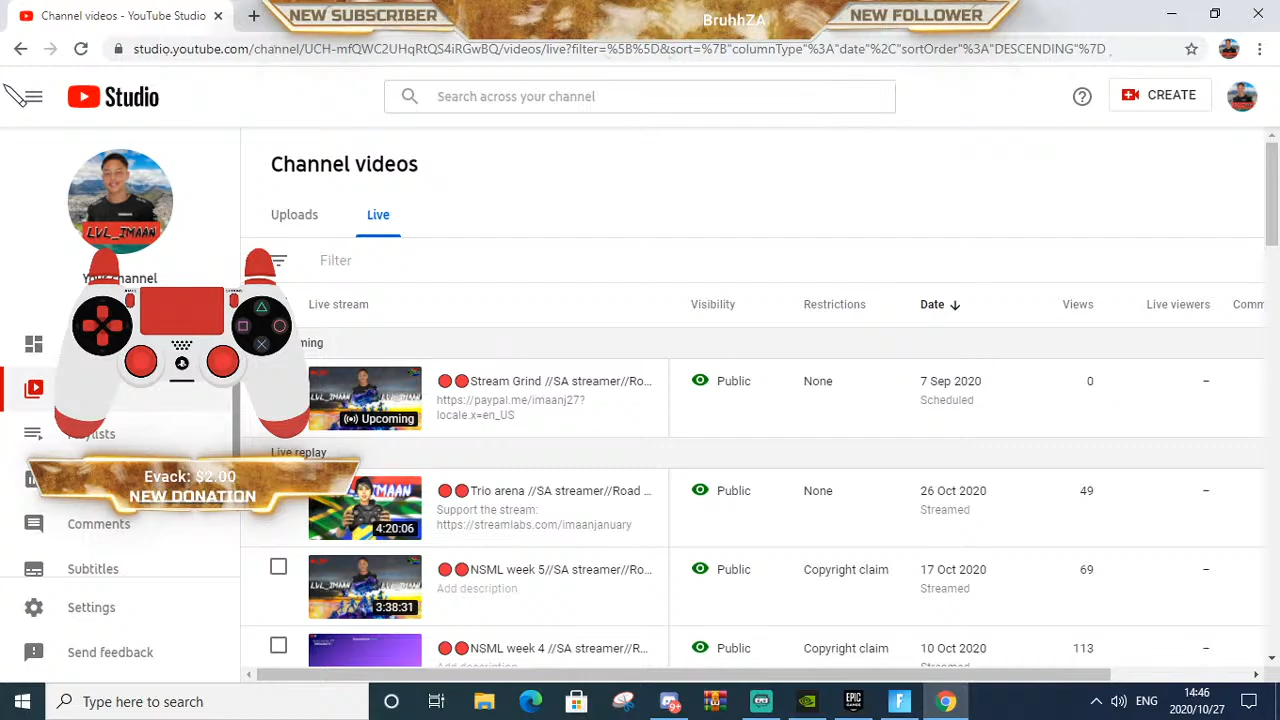 NEW SUBSCRIBER
BruhhZA
NEW FOLLOWER
Channel videos - YouTube Studio
studio.youtube.com/channel/UCH-mfQWC2UHqRtQS4iRGwBQ/videos/live?filter=%5B%5D&sort=%7B"columnType"%3A"date"%2C"sortOrder"%3A"DESCENDING"%7D
Studio
Search across your channel
CREATE
Channel videos
Uploads
Live
LVL_IMAAN
Filter
Your channel
Live stream
Visibility
Restrictions
Date
Views
Live viewers
Upcoming
Stream Grind //SA streamer//Ro...
Public
None
7 Sep 2020
0
–
https://paypal.me/imaanj27?
locale.x=en_US
Scheduled
Playlists
Live replay
Evack: $2.00
NEW DONATION
Trio arena //SA streamer//Road ...
Public
None
26 Oct 2020
49
–
Support the stream:
https://streamlabs.com/imaanjanuary
Streamed
4:20:06
Comments
Subtitles
NSML week 5//SA streamer//Ro...
Public
Copyright claim
17 Oct 2020
69
–
Add description
Streamed
3:38:31
Settings
NSML week 4 //SA streamer//R...
Public
Copyright claim
10 Oct 2020
113
–
Add description
Streamed
Send feedback
Type here to search
ENG
14:46
2020/10/27